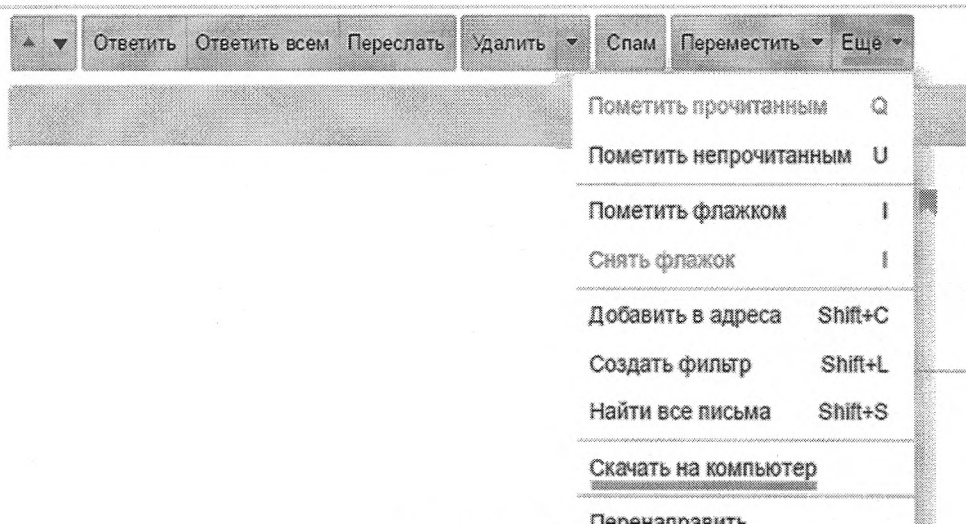 Ответить Ответить всем Переслать Удалить Спам Переместить Ещё
Пометить прочитанным Q
Пометить непрочитанным U
Пометить флажком I
Снять флажок I
Добавить в адреса Shift+C
Создать фильтр Shift+L
Найти все письма Shift+S
Скачать на компьютер
Перенаправить